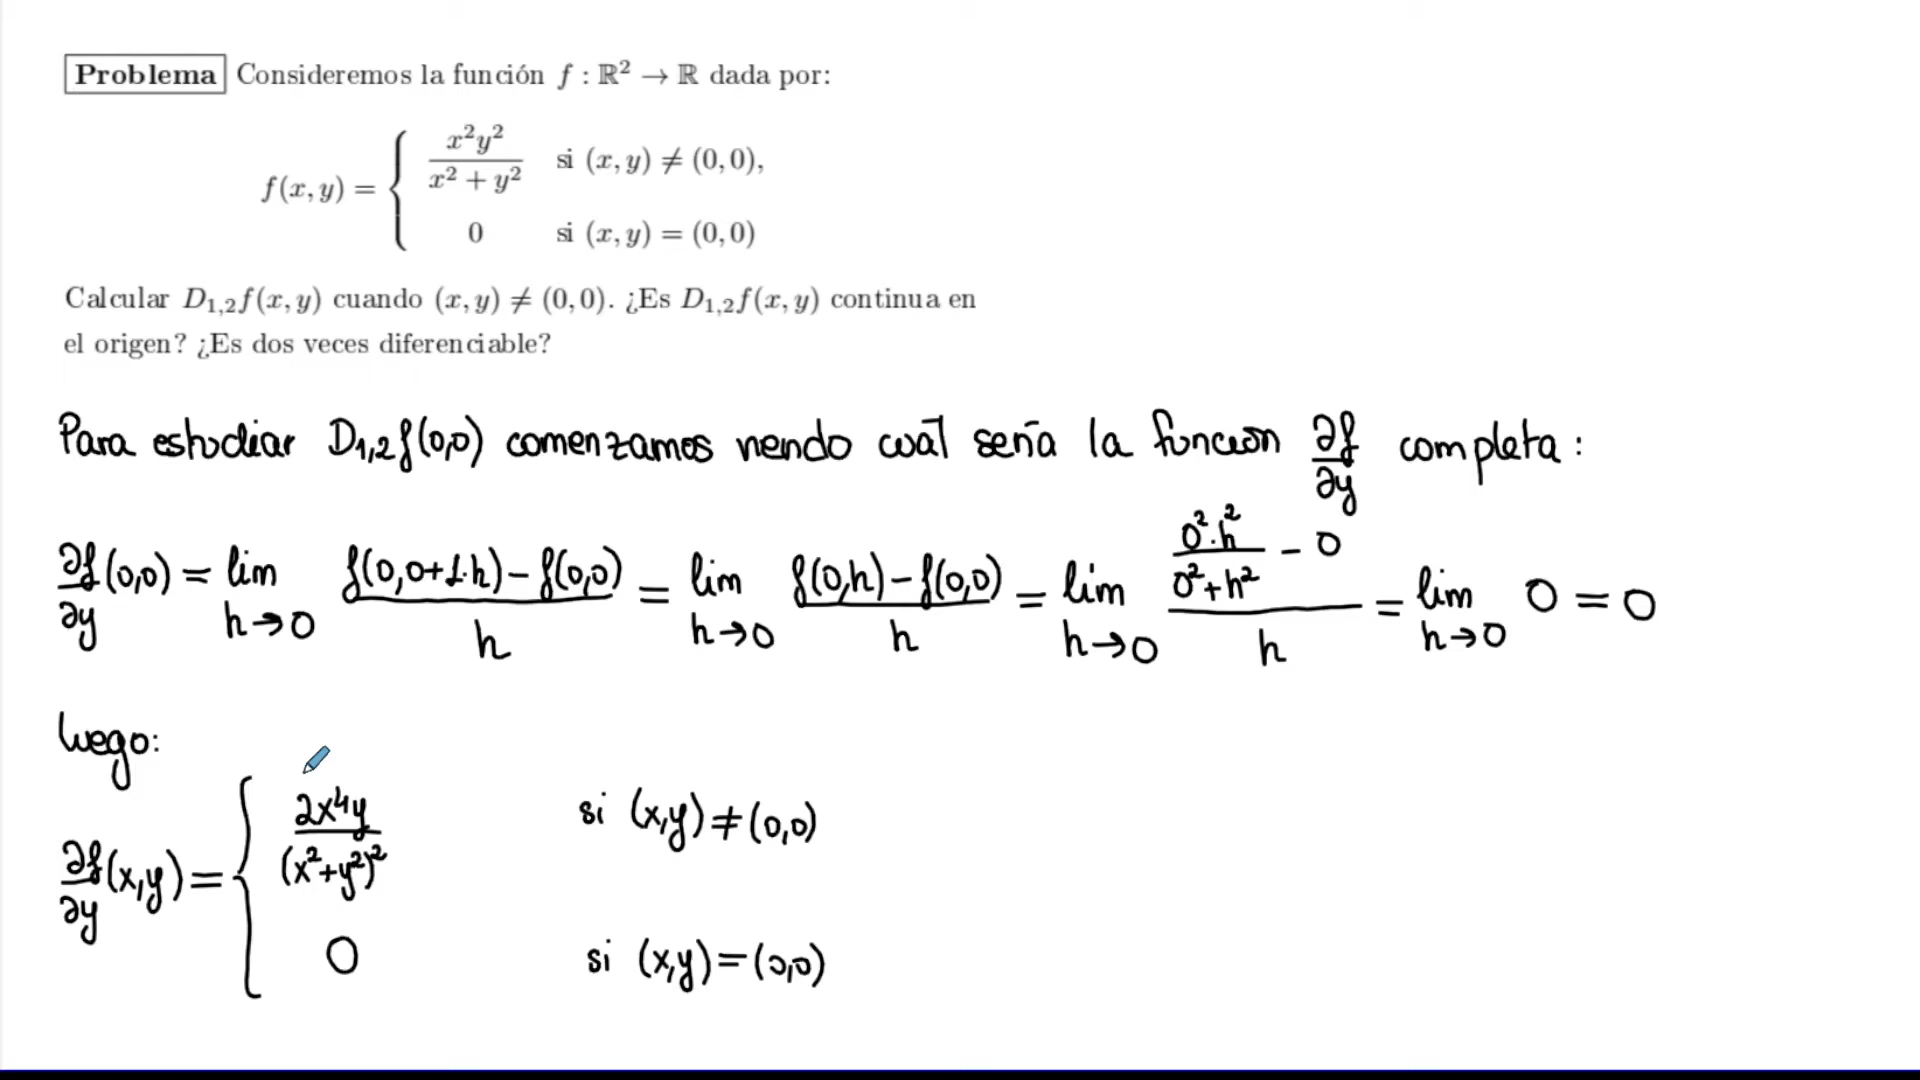 Problema Consideremos la función f : ℝ² → ℝ dada por:
f(x, y) = { x²y² / (x² + y²) si (x, y) ≠ (0, 0),
0 si (x, y) = (0, 0)
Calcular D₁,₂f(x, y) cuando (x, y) ≠ (0, 0). ¿Es D₁,₂f(x, y) continua en
el origen? ¿Es dos veces diferenciable?
Para estudiar D₁,₂f(0,0) comenzamos viendo cuál sería la función ∂f/∂y completa:
∂f/∂y (0,0) = lim h→0 (f(0,0+1·h) − f(0,0))/h = lim h→0 (f(0,h) − f(0,0))/h = lim h→0 ((0²·h²)/(0²+h²) − 0)/h = lim h→0 0 = 0
Luego:
∂f/∂y (x,y) = { 2x⁴y / (x²+y²)² si (x,y) ≠ (0,0)
0 si (x,y) = (0,0)